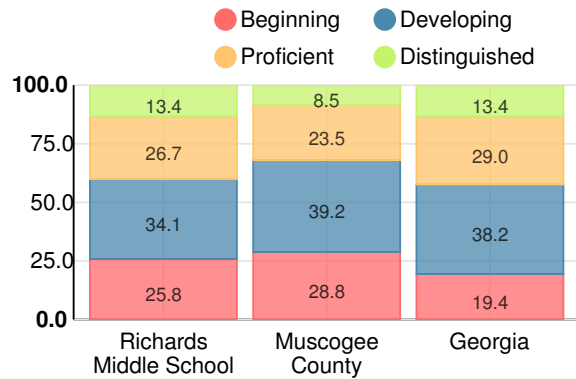 Beginning
Developing
Proficient
Distinguished
100.0
75.0
50.0
25.0
0.0
13.4
8.5
13.4
26.7
23.5
29.0
34.1
39.2
38.2
25.8
28.8
19.4
Richards
Middle School
Muscogee
County
Georgia